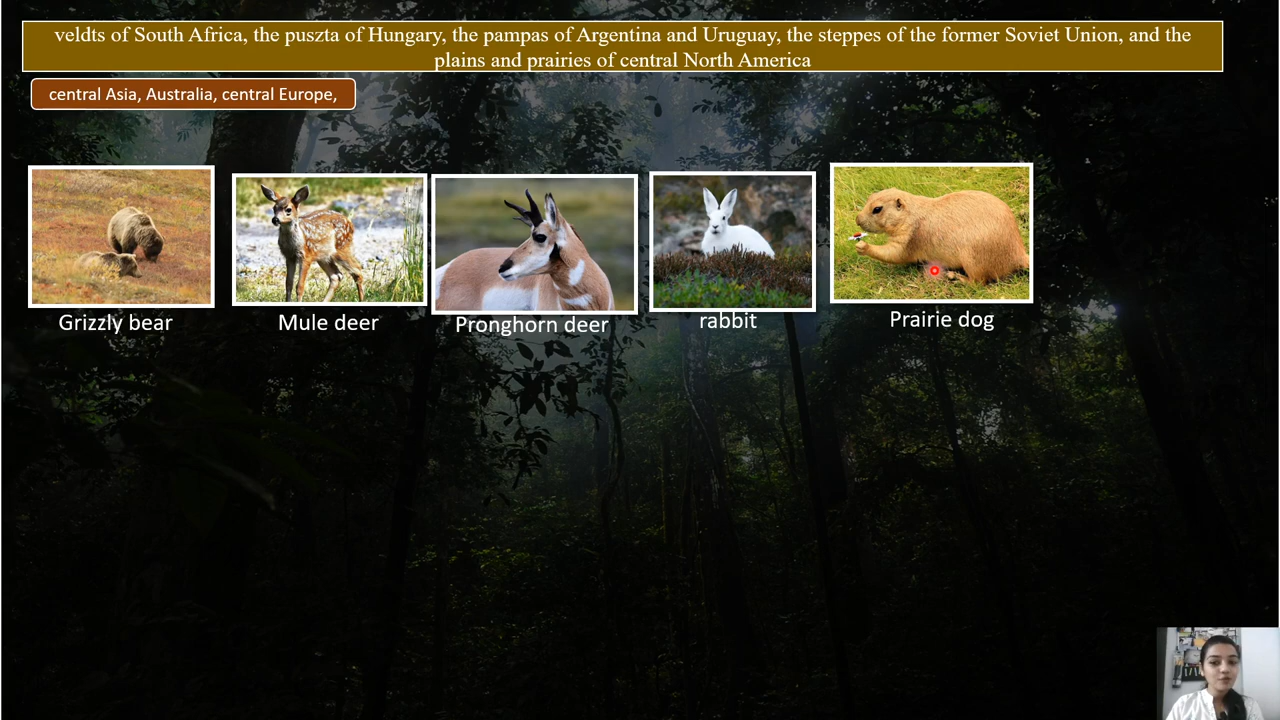 veldts of South Africa, the puszta of Hungary, the pampas of Argentina and Uruguay, the steppes of the former Soviet Union, and the
plains and prairies of central North America
central Asia, Australia, central Europe,
Grizzly bear
Mule deer
Pronghorn deer
rabbit
Prairie dog